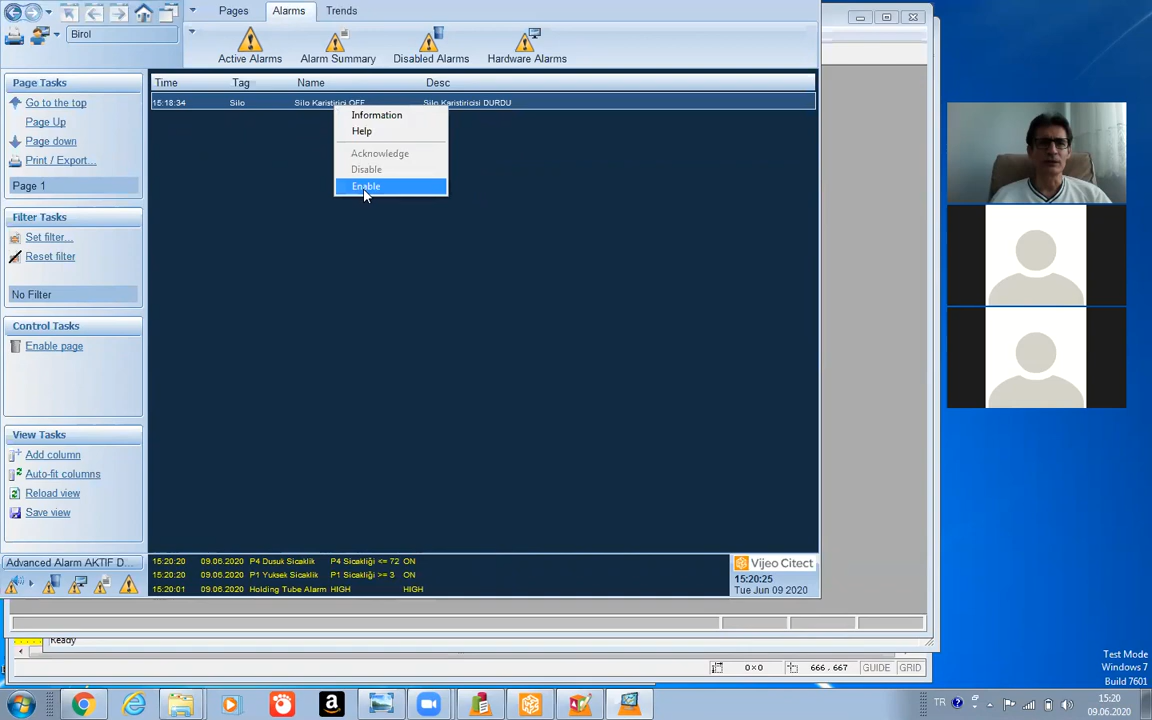 Pages Alarms Trends
Birol
Active Alarms Alarm Summary Disabled Alarms Hardware Alarms
Page Tasks
Go to the top
Page Up
Page down
Print / Export...
Page 1
Filter Tasks
Set filter...
Reset filter
No Filter
Control Tasks
Enable page
View Tasks
Add column
Auto-fit columns
Reload view
Save view
Advanced Alarm AKTIF D...
Time Tag Name Desc
15:18:34 Silo Silo Karistirici OFF Silo Karistiricisi DURDU
Information
Help
Acknowledge
Disable
Enable
15:20:20 09.06.2020 P4 Dusuk Sicaklik P4 Sicakliği <= 72 ON
15:20:20 09.06.2020 P1 Yuksek Sicaklik P1 Sicakliği >= 3 ON
15:20:01 09.06.2020 Holding Tube Alarm HIGH HIGH
Vijeo Citect
15:20:25
Tue Jun 09 2020
Ready
0×0 666 , 667 GUIDE GRID
Test Mode
Windows 7
Build 7601
TR
15:20
09.06.2020